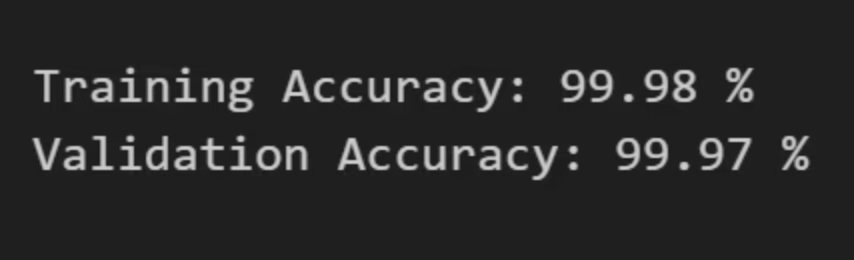 Training Accuracy: 99.98 %
Validation Accuracy: 99.97 %